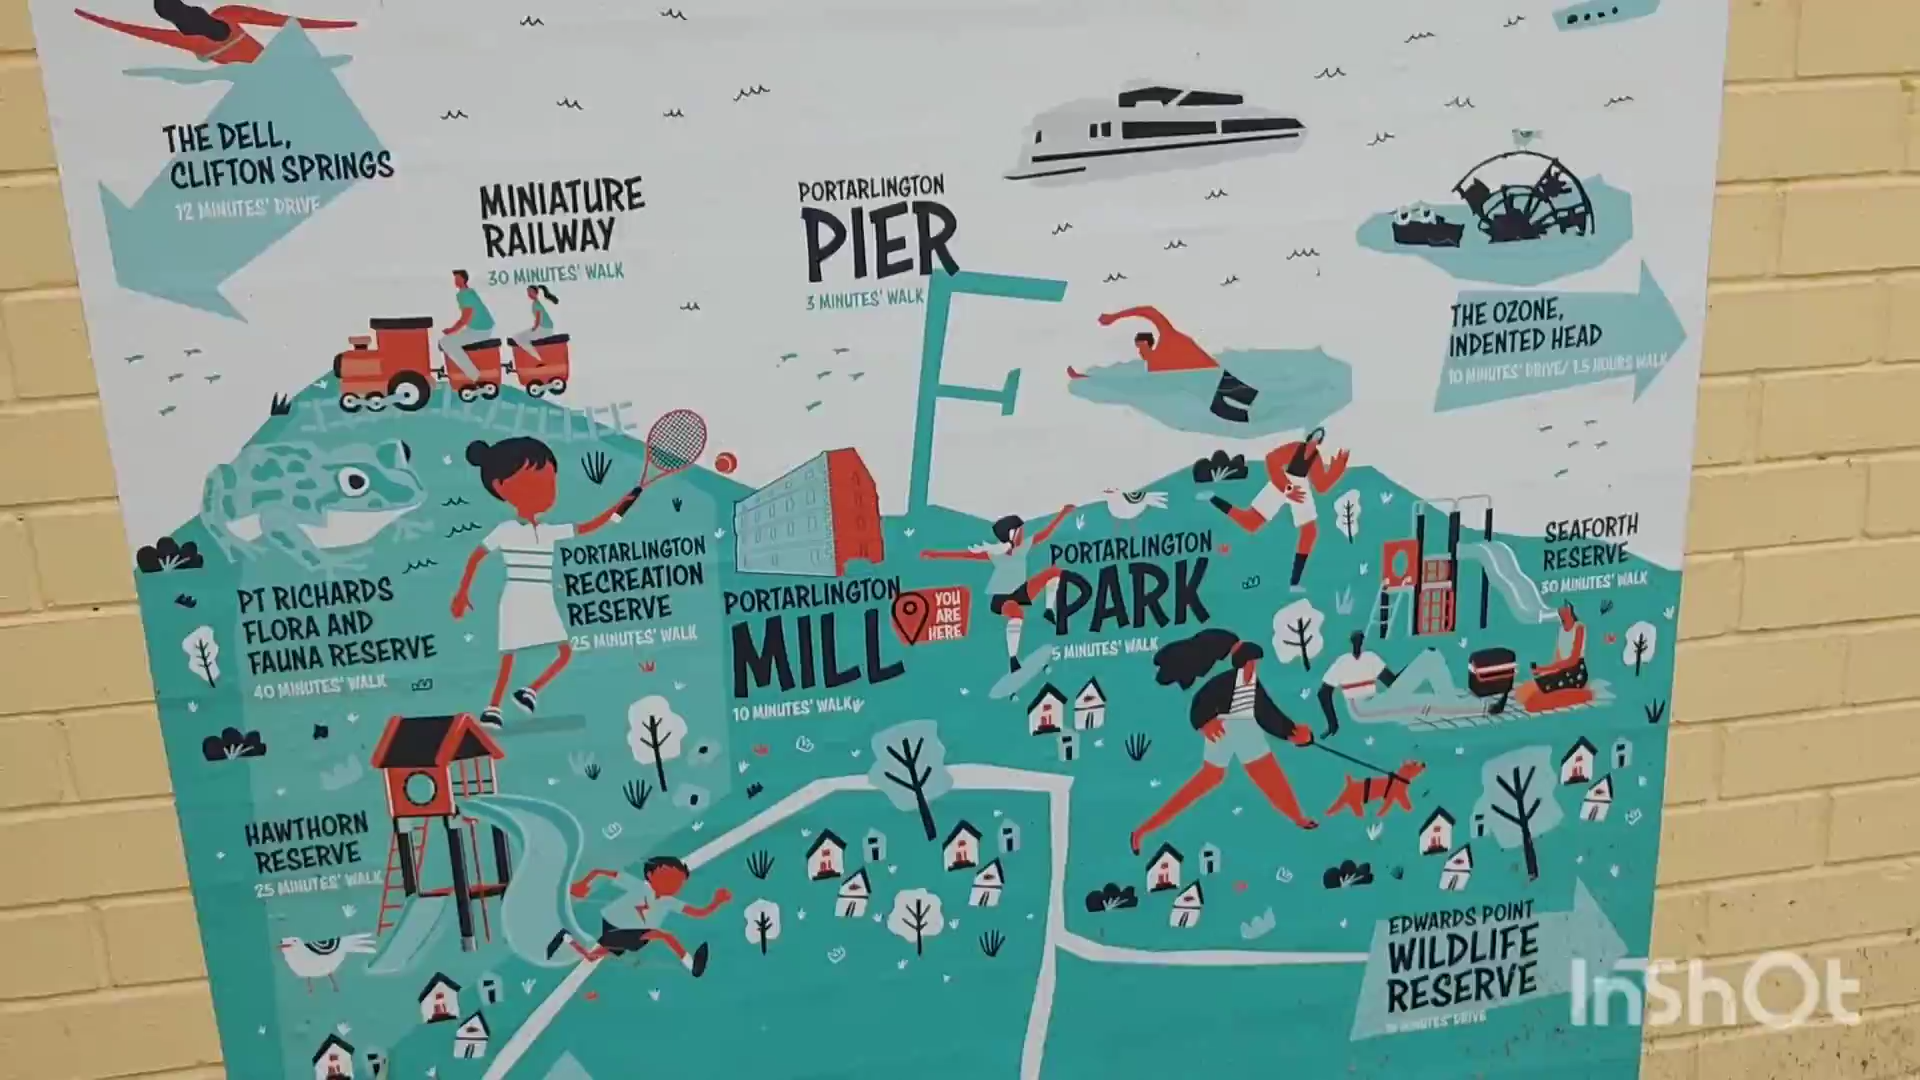 THE DELL,
CLIFTON SPRINGS
12 MINUTES' DRIVE
MINIATURE
RAILWAY
30 MINUTES' WALK
PORTARLINGTON
PIER
3 MINUTES' WALK
THE OZONE,
INDENTED HEAD
10 MINUTES' DRIVE/ 1.5 HOURS WALK
PT RICHARDS
FLORA AND
FAUNA RESERVE
40 MINUTES' WALK
PORTARLINGTON
RECREATION
RESERVE
25 MINUTES' WALK
PORTARLINGTON
MILL
10 MINUTES' WALK
YOU
ARE
HERE
PORTARLINGTON
PARK
5 MINUTES' WALK
SEAFORTH
RESERVE
30 MINUTES' WALK
HAWTHORN
RESERVE
25 MINUTES' WALK
EDWARDS POINT
WILDLIFE
RESERVE
MINUTES' DRIVE
InShOt